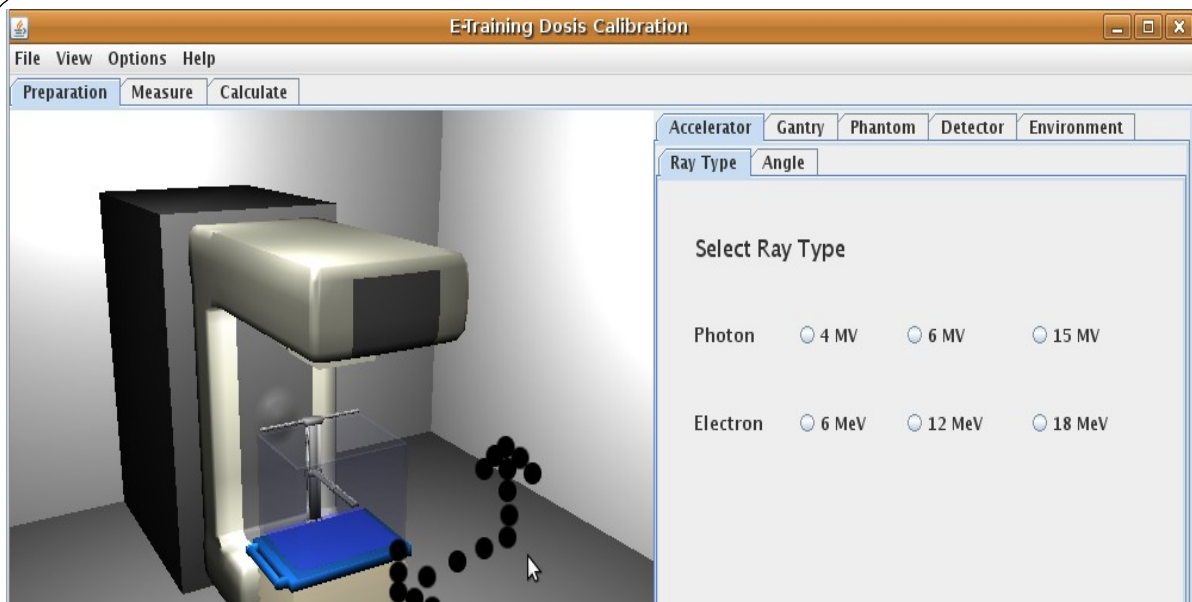 E-Training Dosis Calibration
File View Options Help
Preparation Measure Calculate
Accelerator Gantry Phantom Detector Environment
Ray Type Angle
Select Ray Type
Photon 4 MV 6 MV 15 MV
Electron 6 MeV 12 MeV 18 MeV